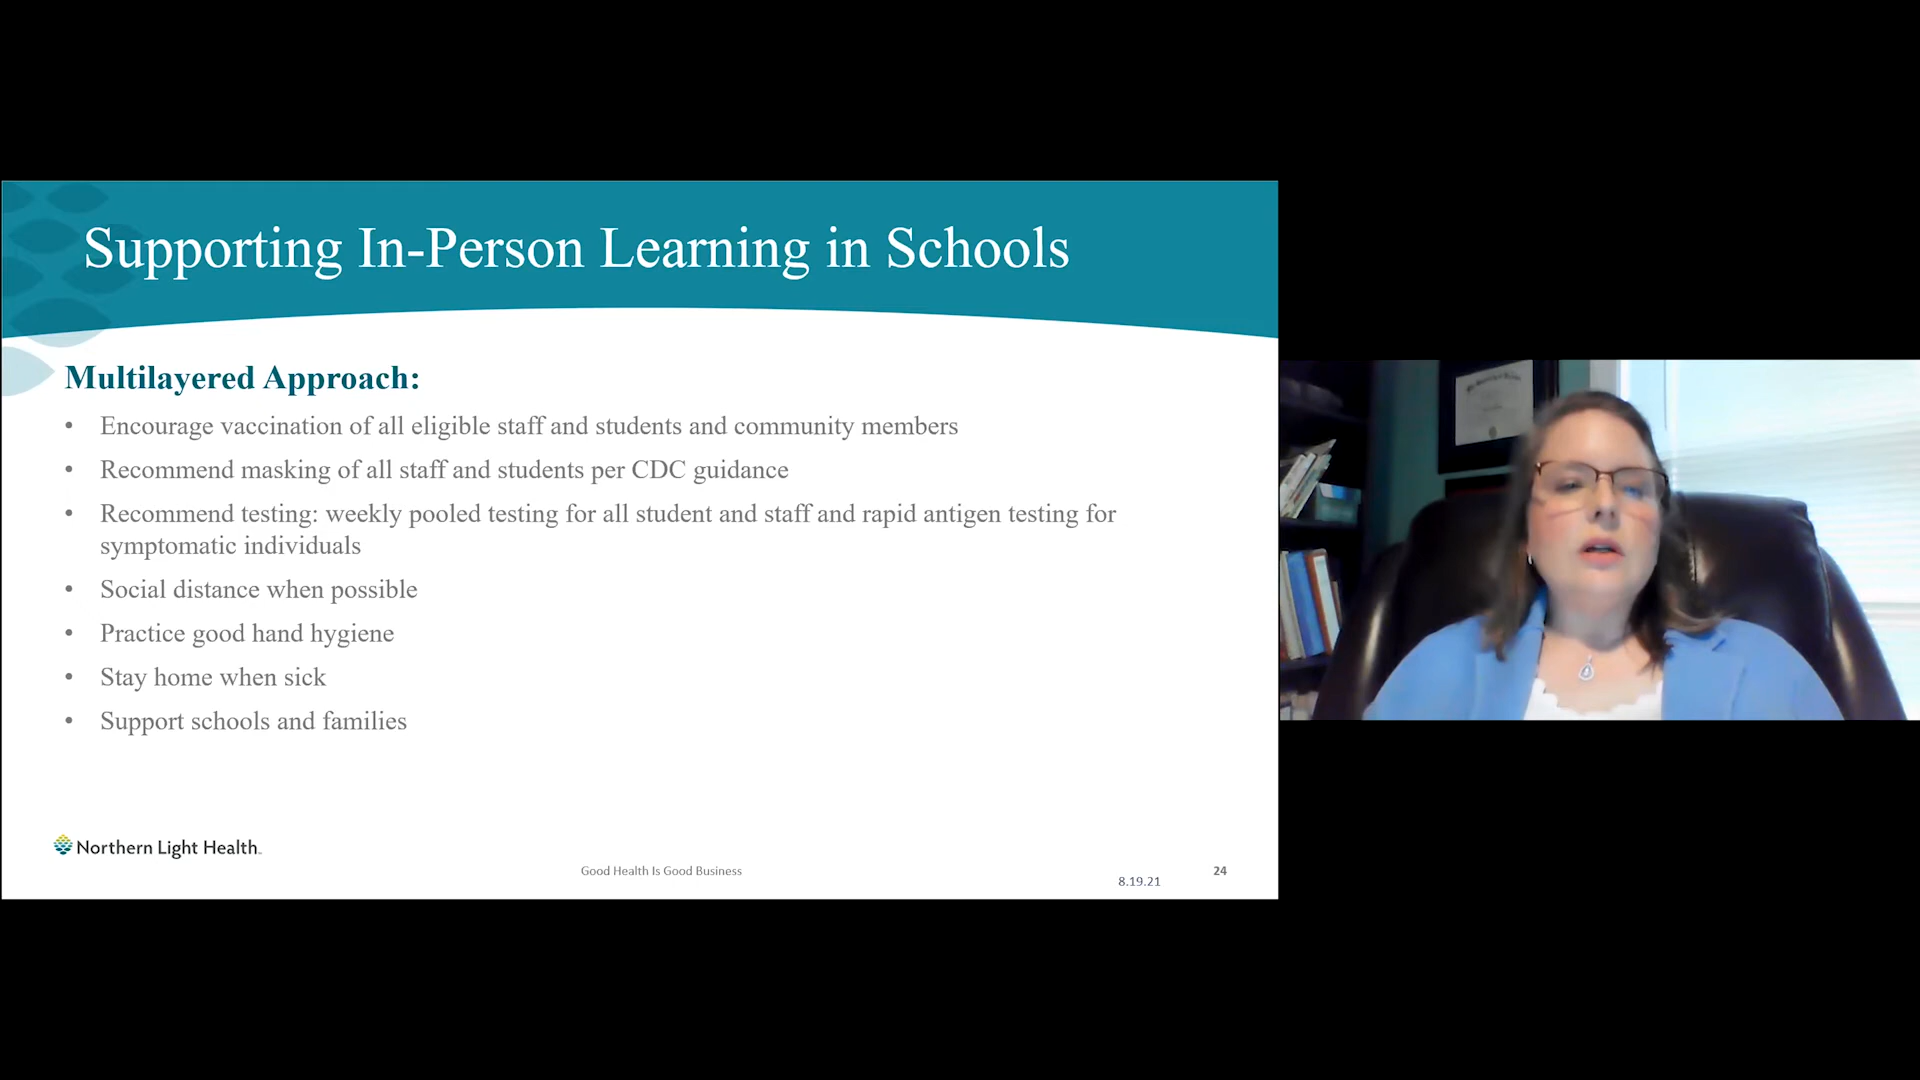 Supporting In-Person Learning in Schools
Multilayered Approach:
• Encourage vaccination of all eligible staff and students and community members
• Recommend masking of all staff and students per CDC guidance
• Recommend testing: weekly pooled testing for all student and staff and rapid antigen testing for
symptomatic individuals
• Social distance when possible
• Practice good hand hygiene
• Stay home when sick
• Support schools and families
Northern Light Health
Good Health Is Good Business
8.19.21
24